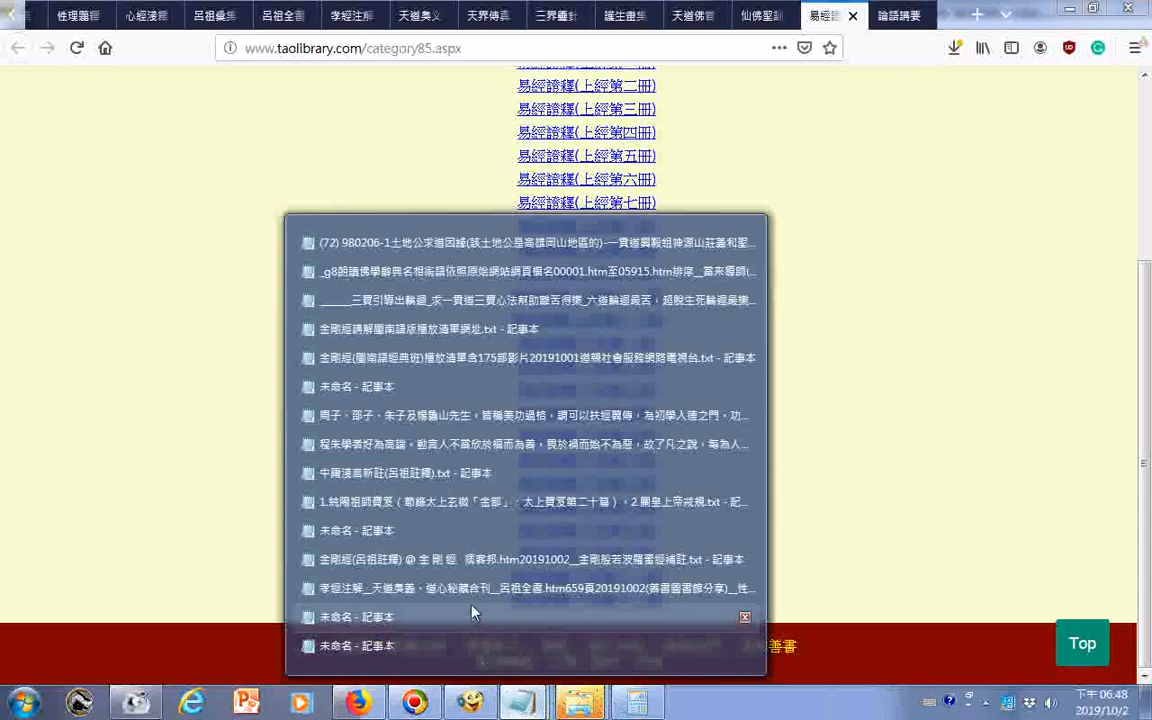 性理題釋
心經淺釋
呂祖彙集
呂祖全書
孝經注解
天道奧義
天界傳真
三界
護生畫集
天道佛
仙佛聖訓
易經證
論語講要
www.taolibrary.com/category85.aspx
易經證釋(上經第二冊)
易經證釋(上經第三冊)
易經證釋(上經第四冊)
易經證釋(上經第五冊)
易經證釋(上經第六冊)
易經證釋(上經第七冊)
(72) 980206-1土地公求道因緣(該土地公是高雄岡山地區的)-一貫道興毅祖神源山莊義和聖...
_g8朗讀佛學辭典名相術語依照原始網站網頁檔名00001.htm至05915.htm排序__當來導師(...
______三寶引導出輪迴_求一貫道三寶心法幫助離苦得樂_六道輪迴最苦，超脫生死輪迴最樂...
金剛經講解閩南語版播放清單網址.txt - 記事本
金剛經(閩南語經典班)播放清單含175部影片20191001道親社會服務網路電視台.txt - 記事本
未命名 - 記事本
周子、邵子、朱子及楊龜山先生，皆稱美功過格，謂可以扶經翼傳，為初學入德之門。功...
程朱學者好為高論，動言人不當欣於福而為善，畏於禍而始不為惡，故了凡之說，每為人...
中庸淺言新註(呂祖註釋).txt - 記事本
1.純陽祖師寶笈（節錄太上玄微「金部」：太上寶笈第二十篇）。2.關皇上帝戒規.txt - 記...
未命名 - 記事本
金剛經(呂祖註釋) @ 金 剛 經 痞客邦.htm20191002__金剛般若波羅蜜經補註.txt - 記事本
孝經注解__天道奧義、道心秘藏合刊__呂祖全書.htm659頁20191002(善書圖書館分享)__性...
未命名 - 記事本
未命名 - 記事本
善書
Top
下午 06:48
2019/10/2